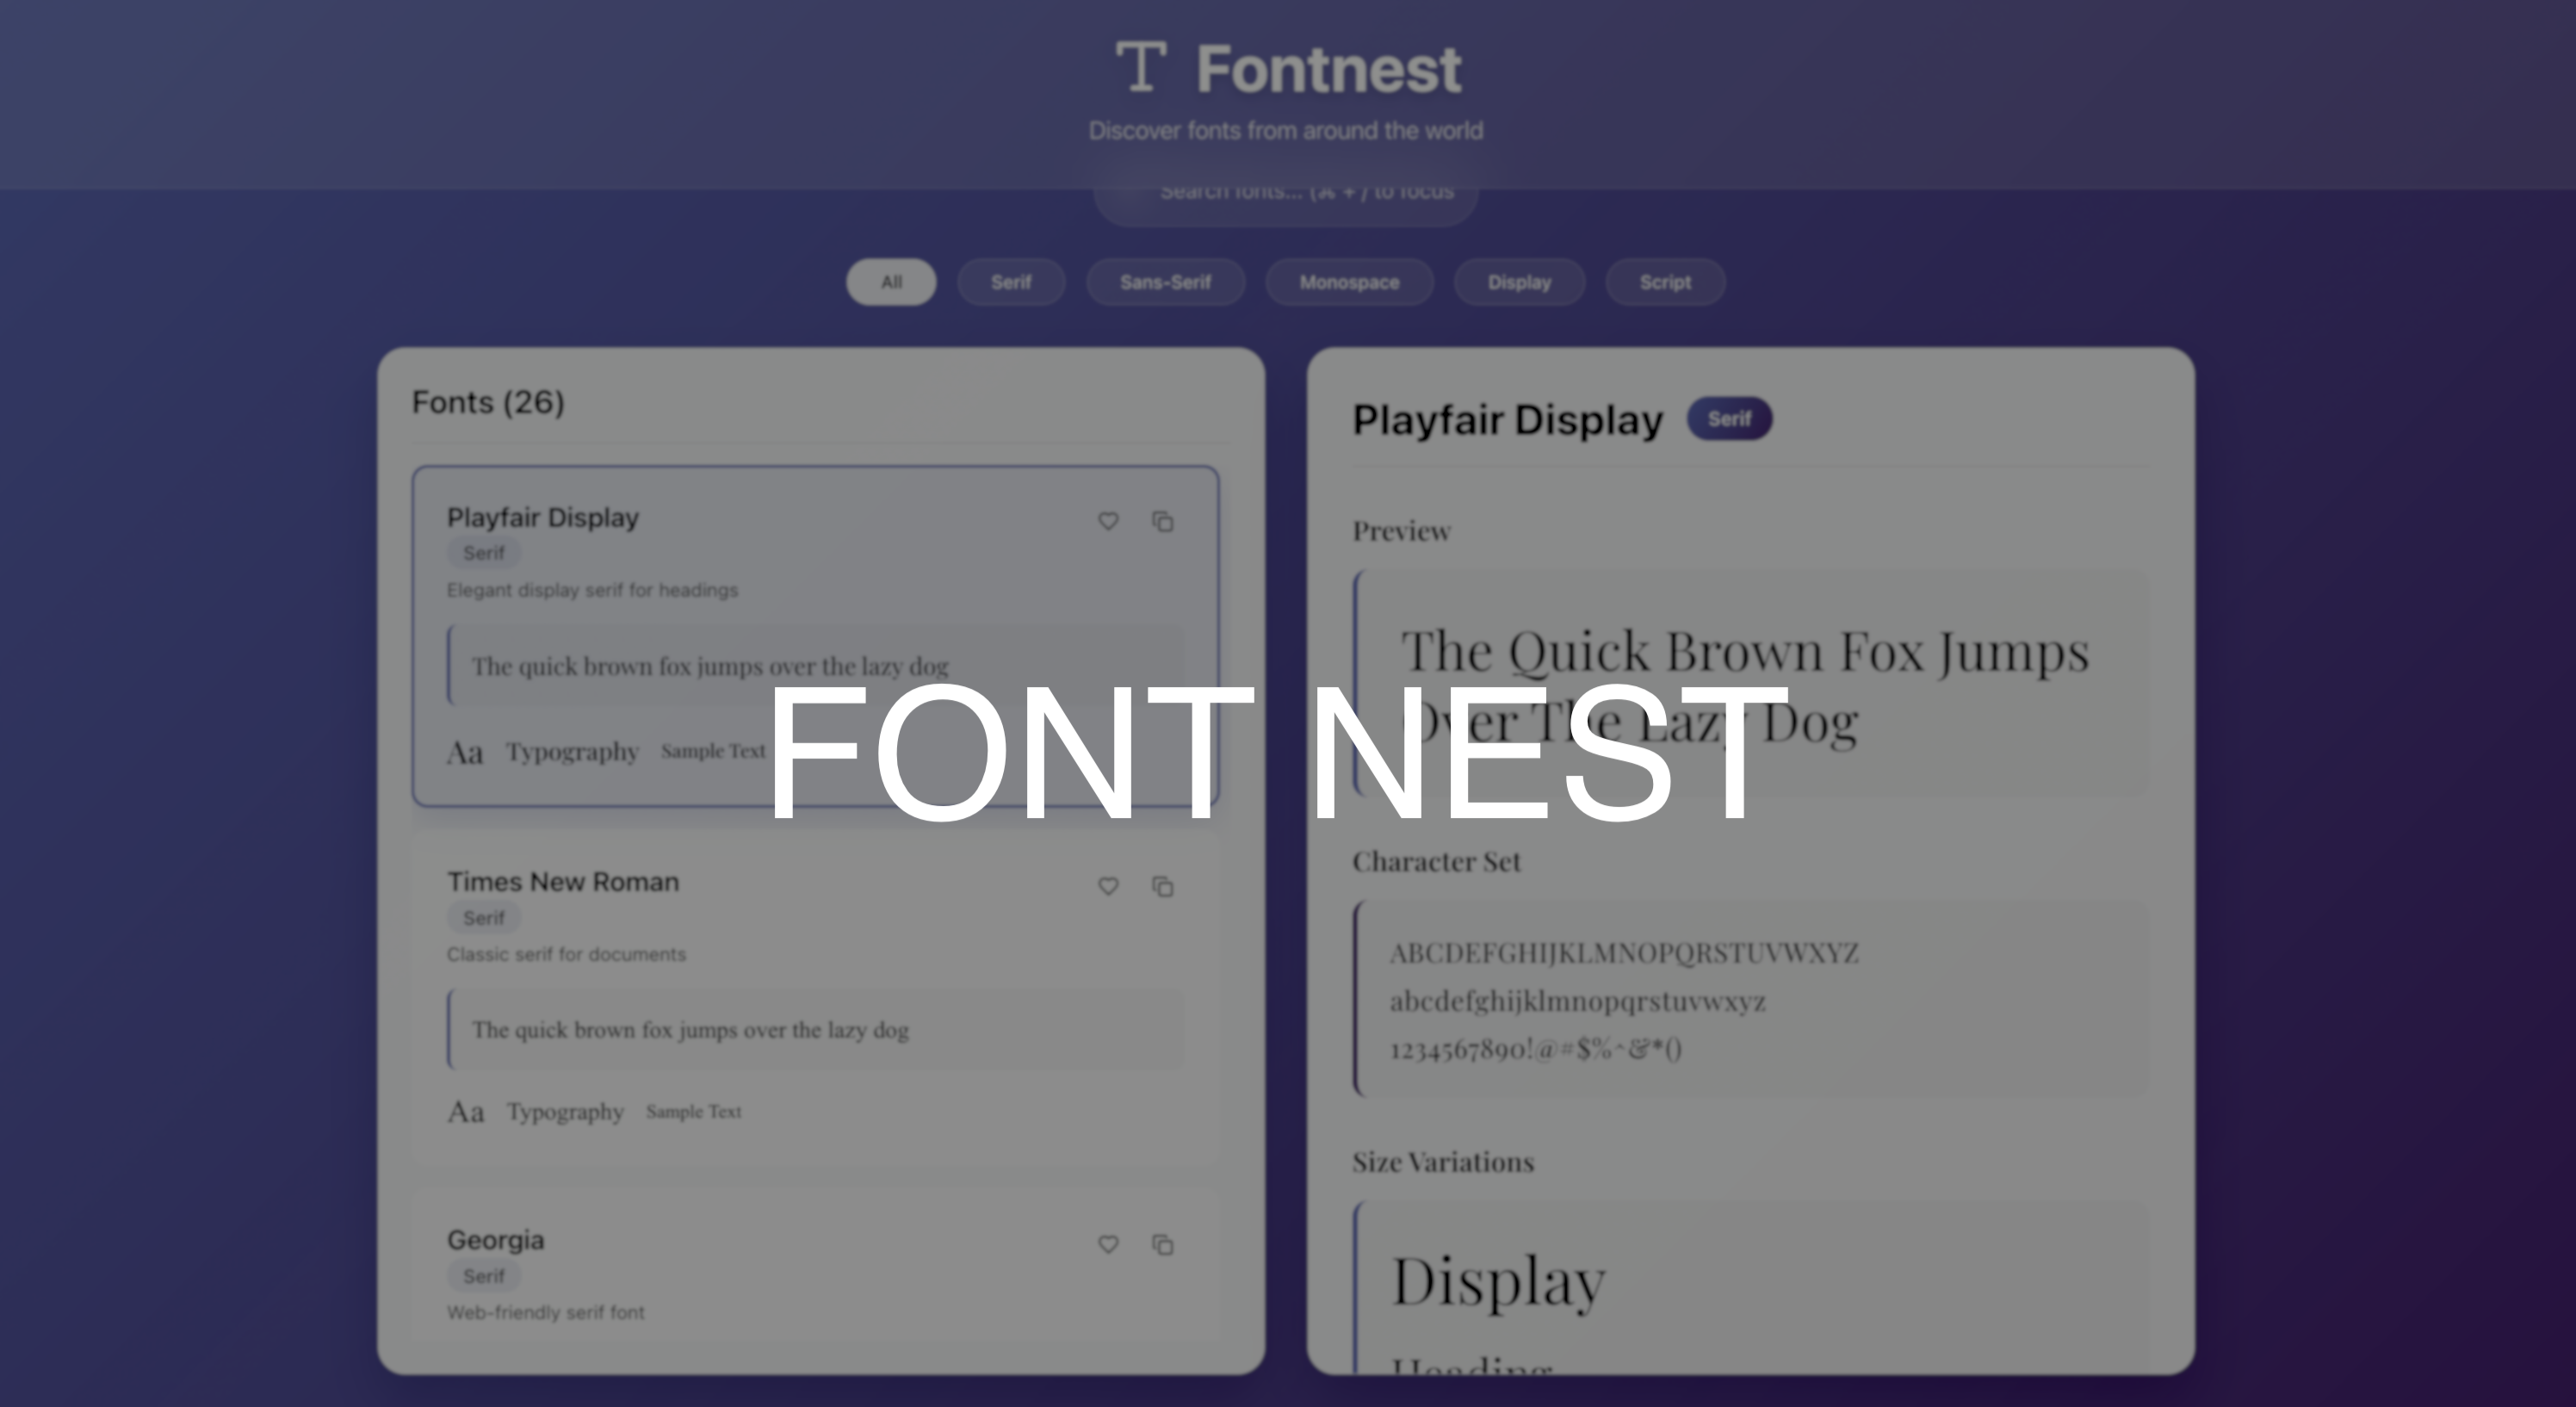 Fontnest
Discover fonts from around the world
Search fonts... (⌘ + / to focus
All
Serif
Sans-Serif
Monospace
Display
Script
Fonts (26)
Playfair Display
Serif
Elegant display serif for headings
The quick brown fox jumps over the lazy dog
Aa Typography Sample Text
Times New Roman
Serif
Classic serif for documents
The quick brown fox jumps over the lazy dog
Aa Typography Sample Text
Georgia
Serif
Web-friendly serif font
Playfair Display
Serif
Preview
The Quick Brown Fox Jumps
Over The Lazy Dog
Character Set
ABCDEFGHIJKLMNOPQRSTUVWXYZ
abcdefghijklmnopqrstuvwxyz
1234567890!@#$%^&*()
Size Variations
Display
Heading
FONT NEST